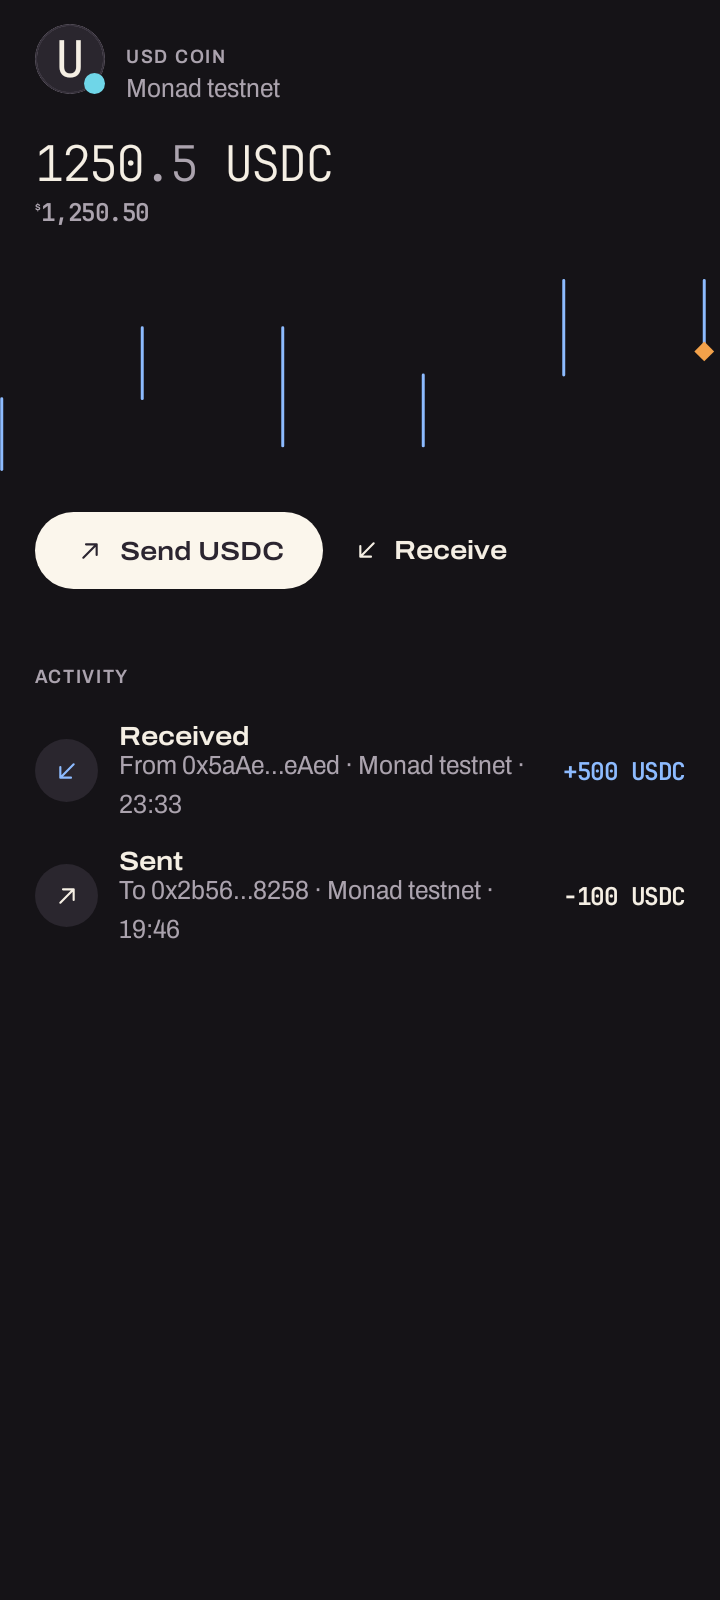 U
USD COIN
Monad testnet
1250.5 USDC
$1,250.50
Send USDC
Receive
ACTIVITY
Received
From 0x5aAe...eAed · Monad testnet ·
23:33
+500 USDC
Sent
To 0x2b56...8258 · Monad testnet ·
19:46
-100 USDC